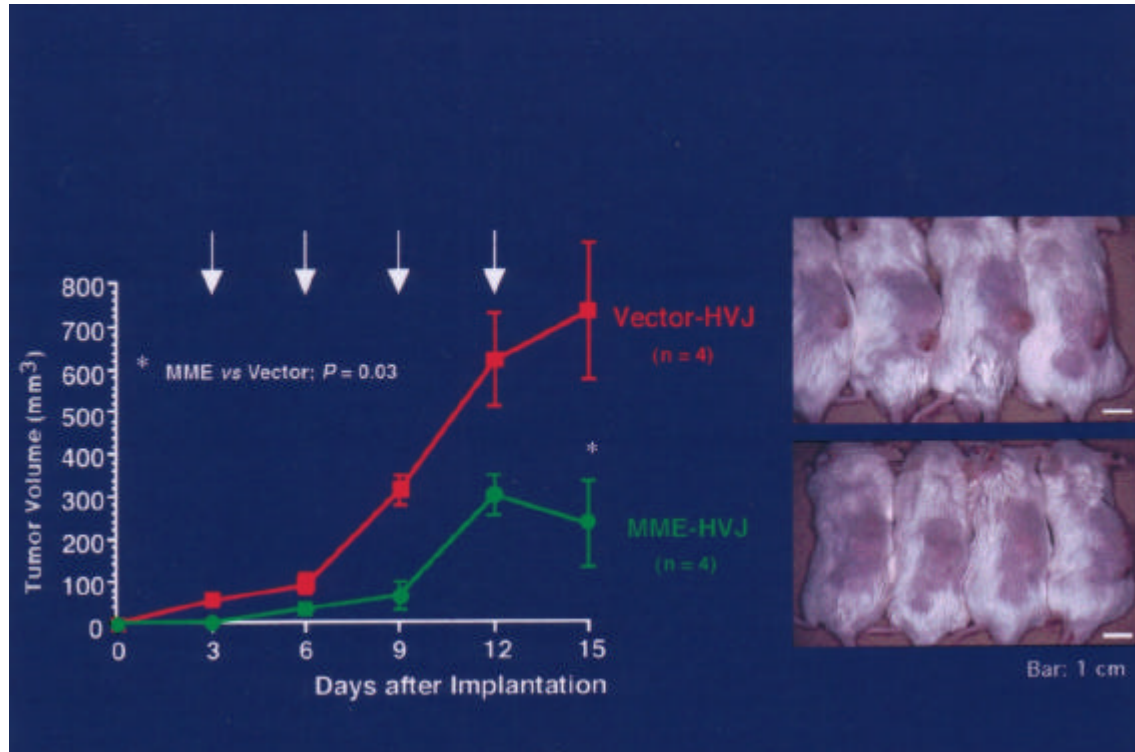 800
700
600
500
400
300
200
100
0
Tumor Volume (mm³)
* MME vs Vector; P = 0.03
*
0 3 6 9 12 15
Days after Implantation
Vector-HVJ
(n = 4)
MME-HVJ
(n = 4)
Bar: 1 cm